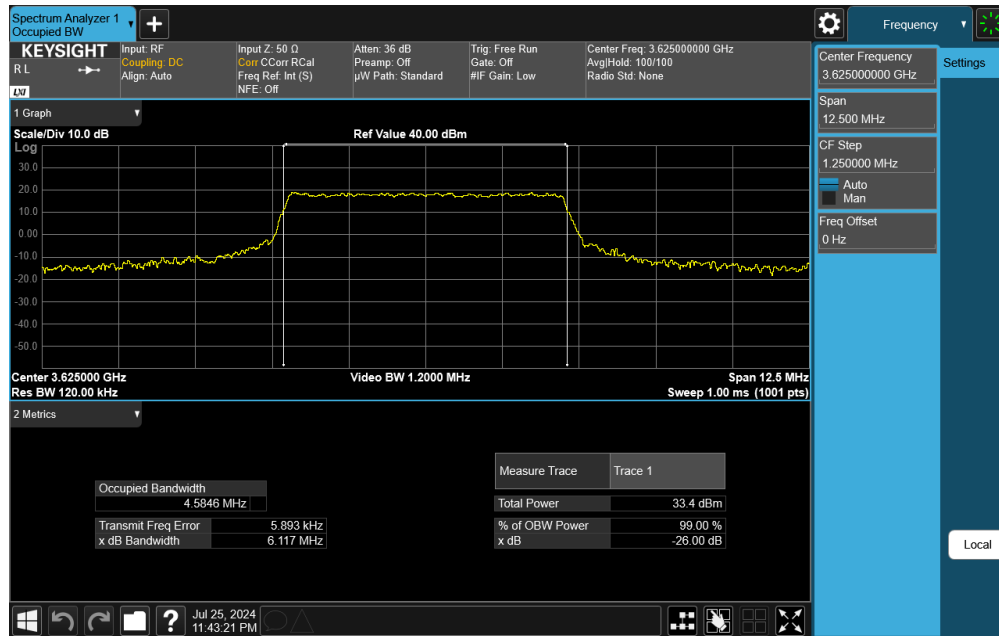 Spectrum Analyzer 1
Occupied BW
Frequency
KEYSIGHT
R L
LXI
Input: RF
Coupling: DC
Align: Auto
Input Z: 50 Ω
Corr CCorr RCal
Freq Ref: Int (S)
NFE: Off
Atten: 36 dB
Preamp: Off
µW Path: Standard
Trig: Free Run
Gate: Off
#IF Gain: Low
Center Freq: 3.625000000 GHz
Avg|Hold: 100/100
Radio Std: None
Center Frequency
3.625000000 GHz
Settings
Span
12.500 MHz
CF Step
1.250000 MHz
Auto
Man
Freq Offset
0 Hz
1 Graph
Scale/Div 10.0 dB
Ref Value 40.00 dBm
Log
30.0
20.0
10.0
0.00
-10.0
-20.0
-30.0
-40.0
-50.0
Center 3.625000 GHz
Video BW 1.2000 MHz
Span 12.5 MHz
Res BW 120.00 kHz
Sweep 1.00 ms (1001 pts)
2 Metrics
Measure Trace Trace 1
Occupied Bandwidth
4.5846 MHz
Total Power 33.4 dBm
Transmit Freq Error 5.893 kHz
% of OBW Power 99.00 %
x dB Bandwidth 6.117 MHz
x dB -26.00 dB
Local
?
Jul 25, 2024
11:43:21 PM